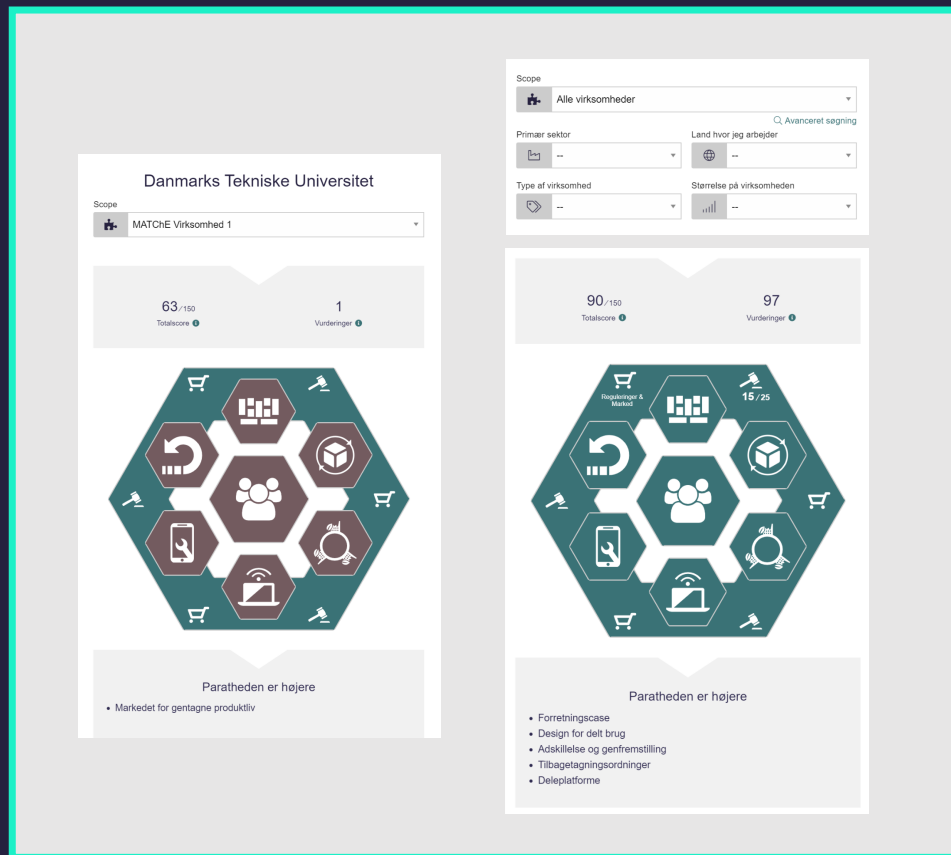 Danmarks Tekniske Universitet
Scope
MATChE Virksomhed 1
63/150
Totalscore
1
Vurderinger
Paratheden er højere
• Markedet for gentagne produktliv
Scope
Alle virksomheder
Avanceret søgning
Primær sektor
--
Land hvor jeg arbejder
--
Type af virksomhed
--
Størrelse på virksomheden
--
90/150
Totalscore
97
Vurderinger
Reguleringer &
Marked
15/25
Paratheden er højere
• Forretningscase
• Design for delt brug
• Adskillelse og genfremstilling
• Tilbagetagningsordninger
• Deleplatforme